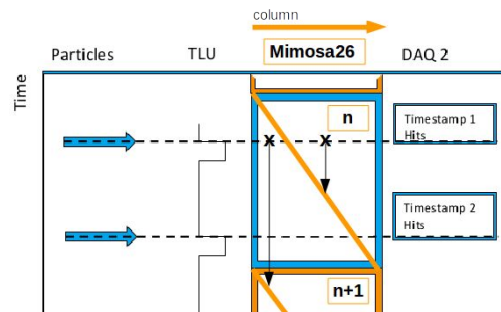 column
Particles
TLU
Mimosa26
DAQ 2
Time
n
Timestamp 1
Hits
x
x
Timestamp 2
Hits
n+1